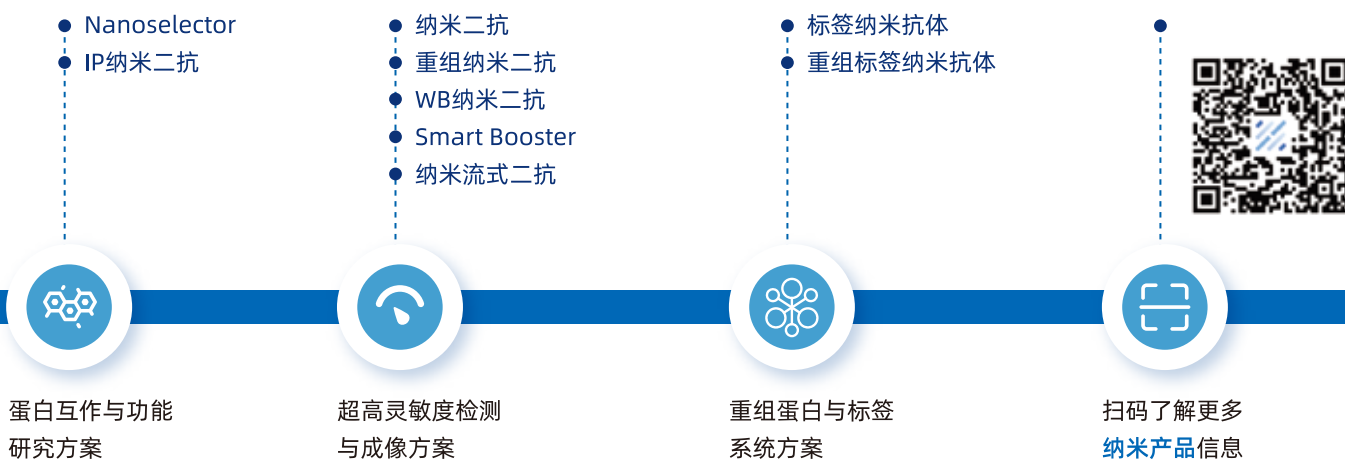 Nanoselector
IP纳米二抗
纳米二抗
重组纳米二抗
WB纳米二抗
Smart Booster
纳米流式二抗
标签纳米抗体
重组标签纳米抗体
蛋白互作与功能
研究方案
超高灵敏度检测
与成像方案
重组蛋白与标签
系统方案
扫码了解更多
纳米产品信息